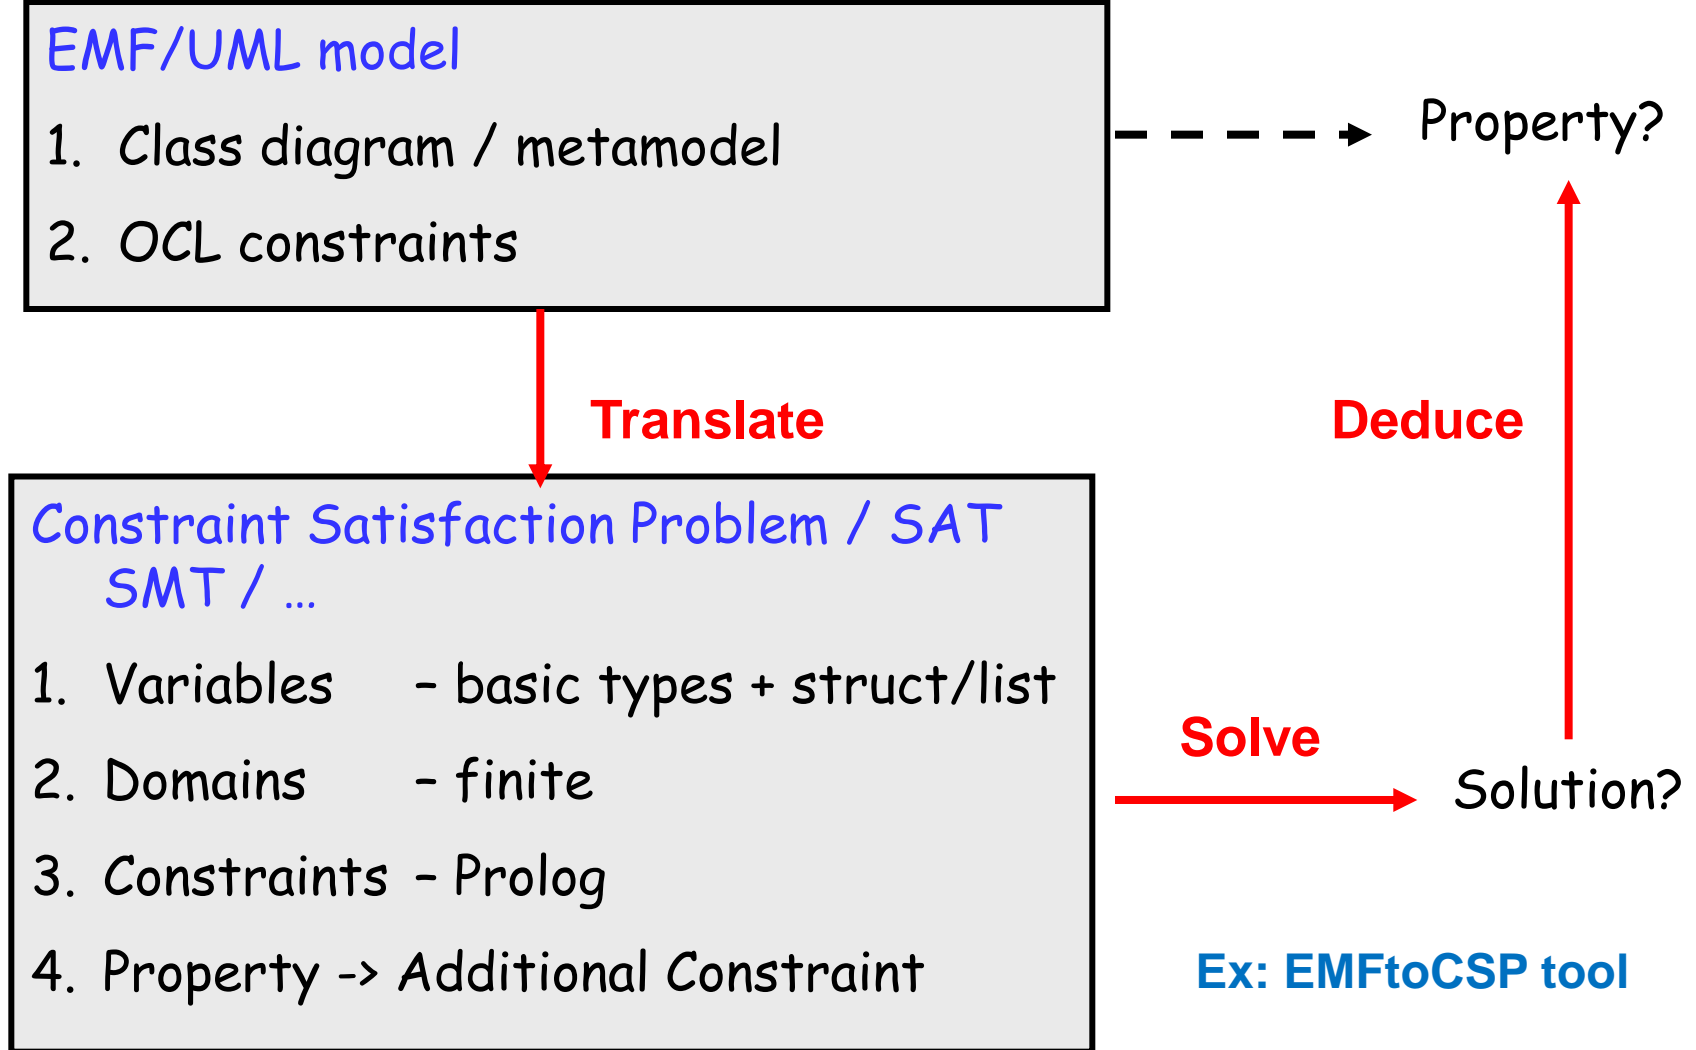 EMF/UML model
1. Class diagram / metamodel
2. OCL constraints
Property?
Translate
Deduce
Constraint Satisfaction Problem / SAT
SMT / …
1. Variables – basic types + struct/list
2. Domains – finite
3. Constraints – Prolog
4. Property -> Additional Constraint
Solve
Solution?
Ex: EMFtoCSP tool